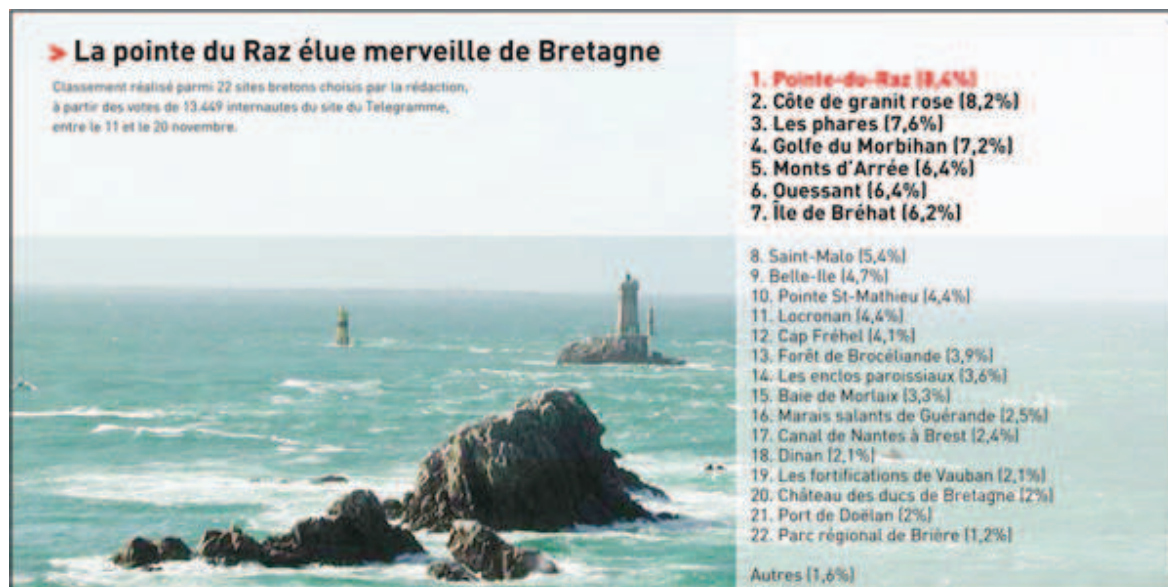 > La pointe du Raz élue merveille de Bretagne
Classement réalisé parmi 22 sites bretons choisis par la rédaction,
à partir des votes de 13.449 internautes du site du Telegramme,
entre le 11 et le 20 novembre.
1. Pointe-du-Raz (8,4%)
2. Côte de granit rose (8,2%)
3. Les phares (7,6%)
4. Golfe du Morbihan (7,2%)
5. Monts d'Arrée (6,4%)
6. Ouessant (6,4%)
7. Île de Bréhat (6,2%)
8. Saint-Malo (5,4%)
9. Belle-Ile (4,7%)
10. Pointe St-Mathieu (4,4%)
11. Locronan (4,4%)
12. Cap Fréhel (4,1%)
13. Forêt de Brocéliande (3,9%)
14. Les enclos paroissiaux (3,6%)
15. Baie de Morlaix (3,3%)
16. Marais salants de Guérande (2,5%)
17. Canal de Nantes à Brest (2,4%)
18. Dinan (2,1%)
19. Les fortifications de Vauban (2,1%)
20. Château des ducs de Bretagne (2%)
21. Port de Doëlan (2%)
22. Parc régional de Brière (1,2%)
Autres (1,6%)